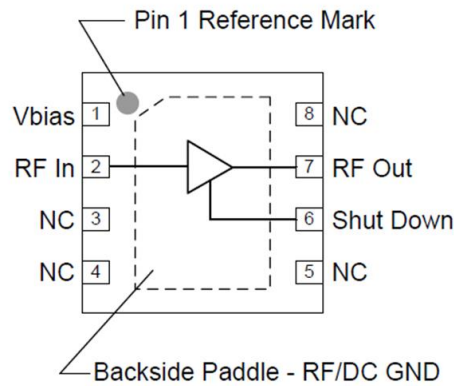 Pin 1 Reference Mark
Vbias 1 8 NC
RF In 2 7 RF Out
NC 3 6 Shut Down
NC 4 5 NC
Backside Paddle - RF/DC GND